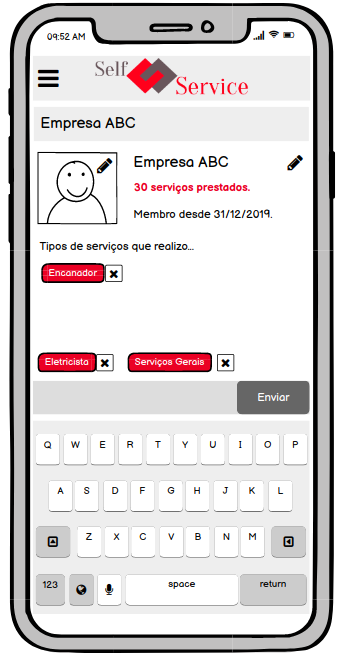 09:52 AM
Self
Service
Empresa ABC
Empresa ABC
30 serviços prestados.
Membro desde 31/12/2019.
Tipos de serviços que realizo...
Encanador
Eletricista Serviços Gerais
Enviar
Q W E R T Y U I O P
A S D F G H J K L
Z X C V B N M
123 space return